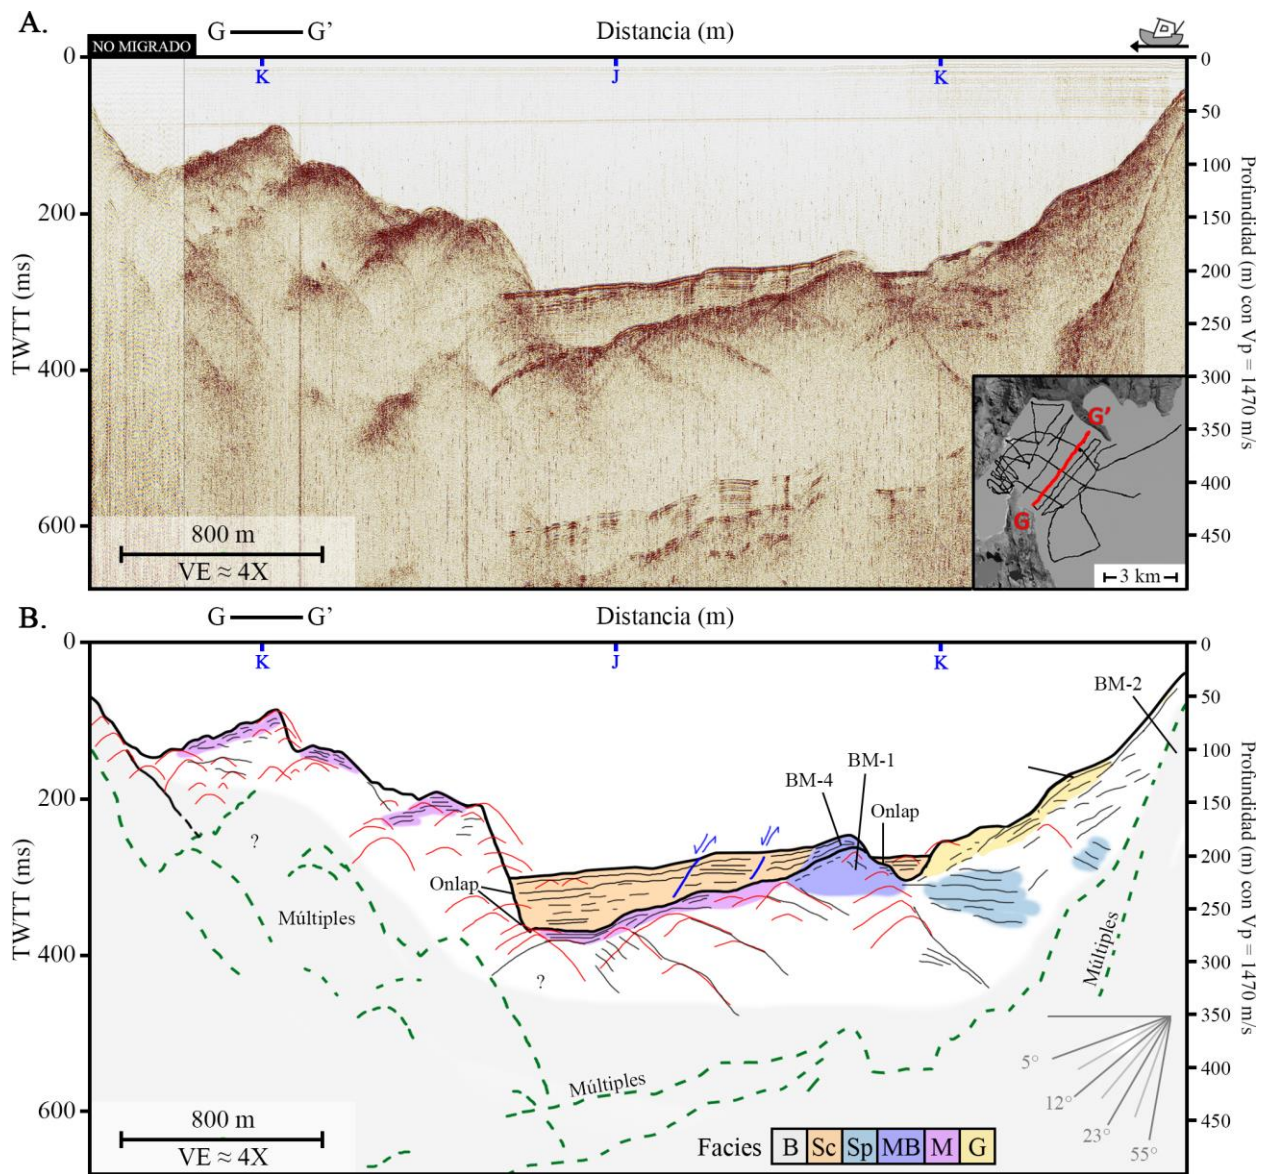 A.
G G'
Distancia (m)
NO MIGRADO
K J K
0
200
400
600
TWTT (ms)
0
50
100
150
200
250
300
350
400
450
Profundidad (m) con Vp = 1470 m/s
800 m
VE ≈ 4X
G'
G
3 km
B.
G G'
Distancia (m)
K J K
0
200
400
600
TWTT (ms)
0
50
100
150
200
250
300
350
400
450
Profundidad (m) con Vp = 1470 m/s
BM-2
BM-1
BM-4
Onlap
Onlap
?
Múltiples
?
Múltiples
Múltiples
5°
12°
23°
55°
800 m
VE ≈ 4X
Facies B Sc Sp MB M G